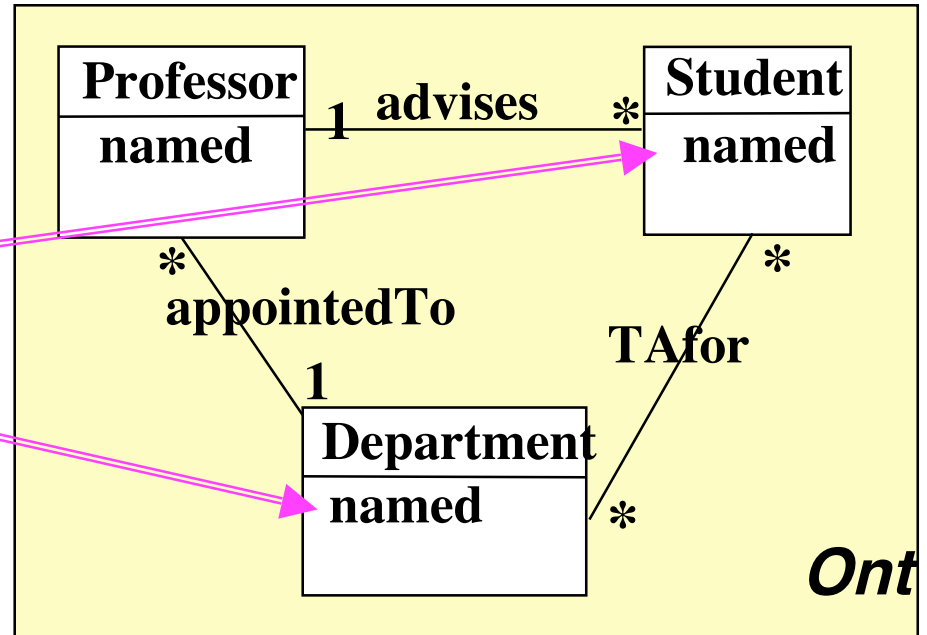 Professor
named
1 advises *
Student
named
*
appointedTo
1
*
TAfor
Department
named
*
Ont